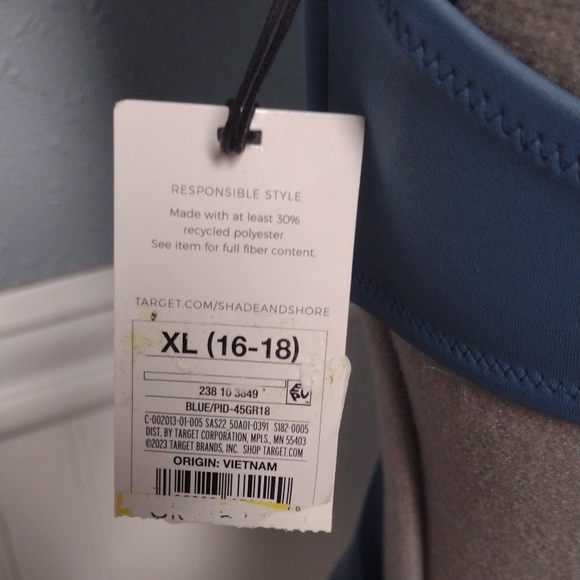 RESPONSIBLE STYLE
Made with at least 30%
recycled polyester.
See item for full fiber content.
TARGET.COM/SHADEANDSHORE
XL (16-18)
238 10 3849
BLUE/PID-45GR18
C-002013-01-005 SAS22 50A01-0391 S182-0005
DIST. BY TARGET CORPORATION, MPLS., MN 55403
©2023 TARGET BRANDS, INC. SHOP TARGET.COM
ORIGIN: VIETNAM